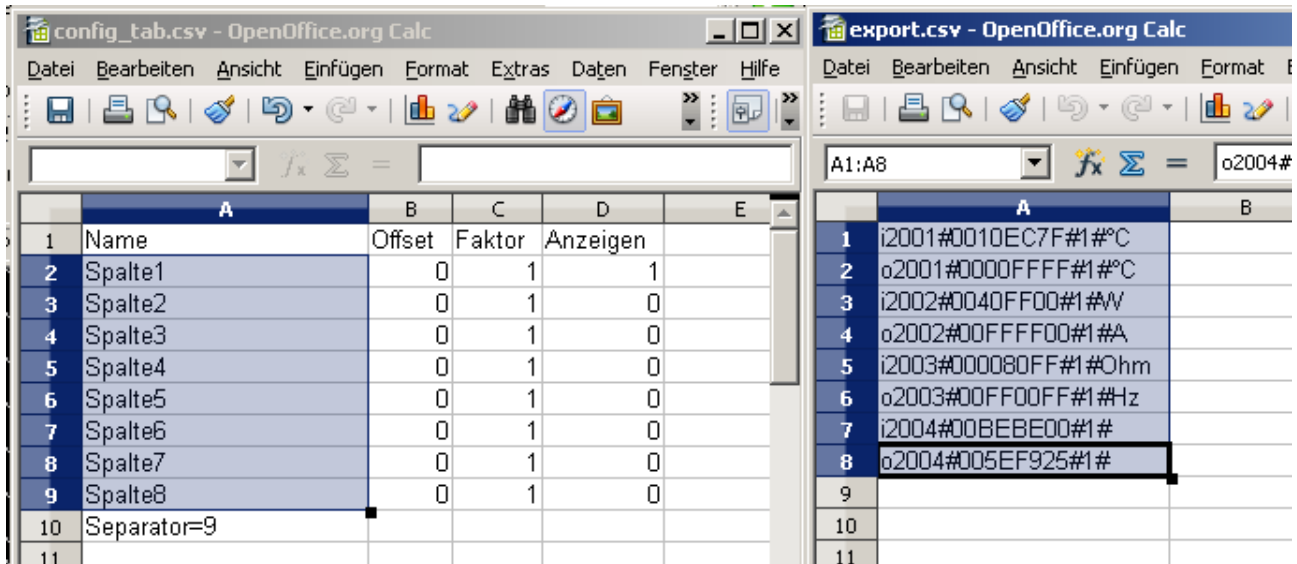 config_tab.csv - OpenOffice.org Calc
Datei Bearbeiten Ansicht Einfügen Format Extras Daten Fenster Hilfe
A B C D E
1 Name Offset Faktor Anzeigen
2 Spalte1 0 1 1
3 Spalte2 0 1 0
4 Spalte3 0 1 0
5 Spalte4 0 1 0
6 Spalte5 0 1 0
7 Spalte6 0 1 0
8 Spalte7 0 1 0
9 Spalte8 0 1 0
10 Separator=9
11
export.csv - OpenOffice.org Calc
Datei Bearbeiten Ansicht Einfügen Format
A1:A8 o2004#
A B
1 i2001#0010EC7F#1#°C
2 o2001#0000FFFF#1#°C
3 i2002#0040FF00#1#W
4 o2002#00FFFF00#1#A
5 i2003#000080FF#1#Ohm
6 o2003#00FF00FF#1#Hz
7 i2004#00BEBE00#1#
8 o2004#005EF925#1#
9
10
11